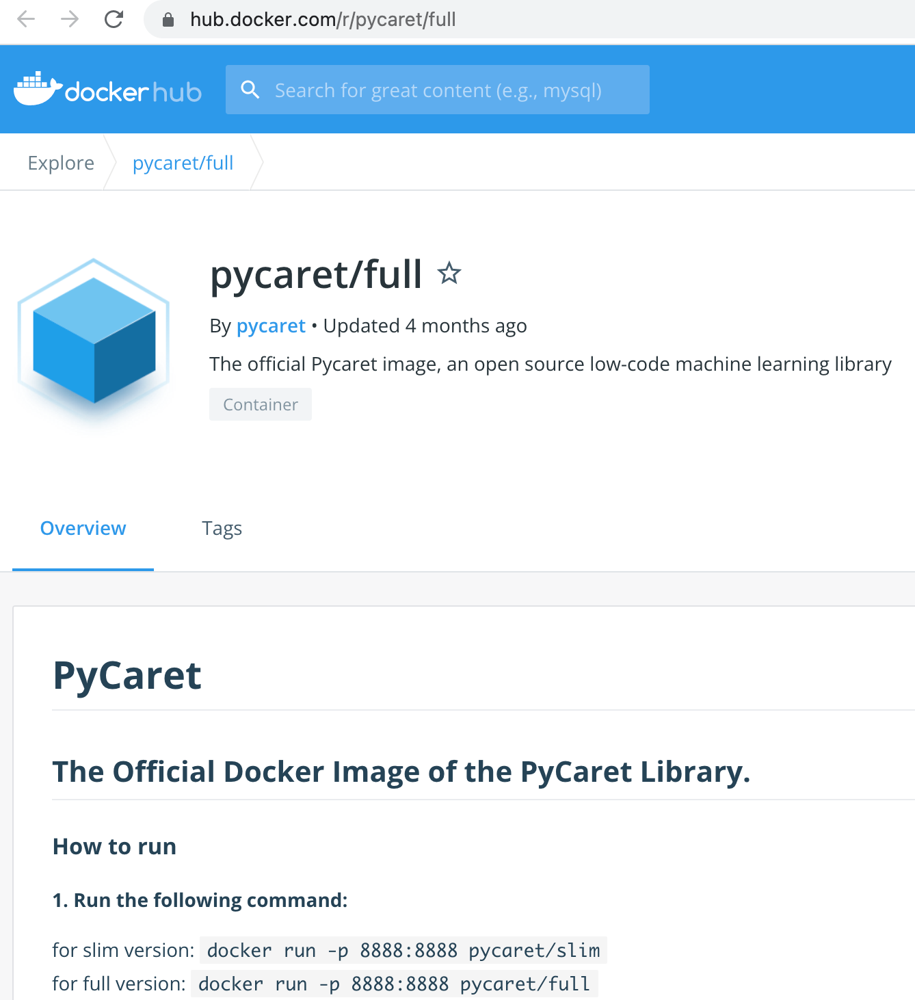 hub.docker.com/r/pycaret/full
dockerhub
Search for great content (e.g., mysql)
Explore
pycaret/full
pycaret/full
By pycaret • Updated 4 months ago
The official Pycaret image, an open source low-code machine learning library
Container
Overview
Tags
PyCaret
The Official Docker Image of the PyCaret Library.
How to run
1. Run the following command:
for slim version: docker run -p 8888:8888 pycaret/slim
for full version: docker run -p 8888:8888 pycaret/full